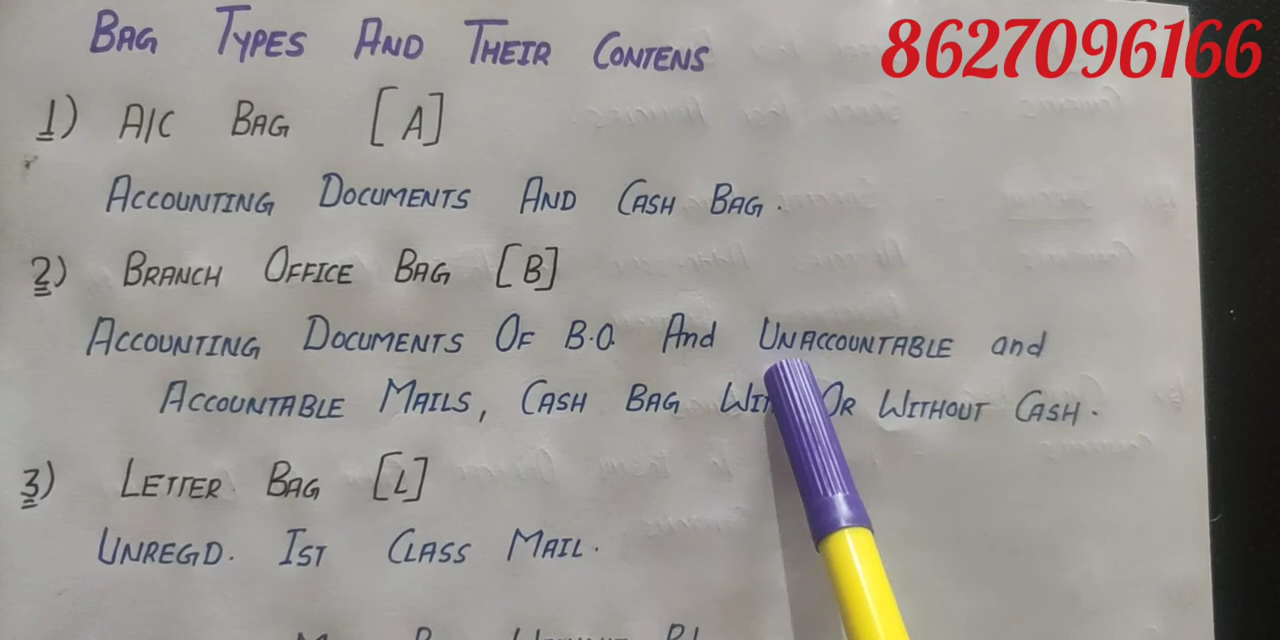 BAG TYPES AND THEIR CONTENS
8627096166
1) A/C BAG [A]
ACCOUNTING DOCUMENTS AND CASH BAG.
2) BRANCH OFFICE BAG [B]
ACCOUNTING DOCUMENTS OF B.O. And UNACCOUNTABLE and
ACCOUNTABLE MAILS, CASH BAG OR WITHOUT CASH.
3) LETTER BAG [L]
UNREGD. IST CLASS MAIL.